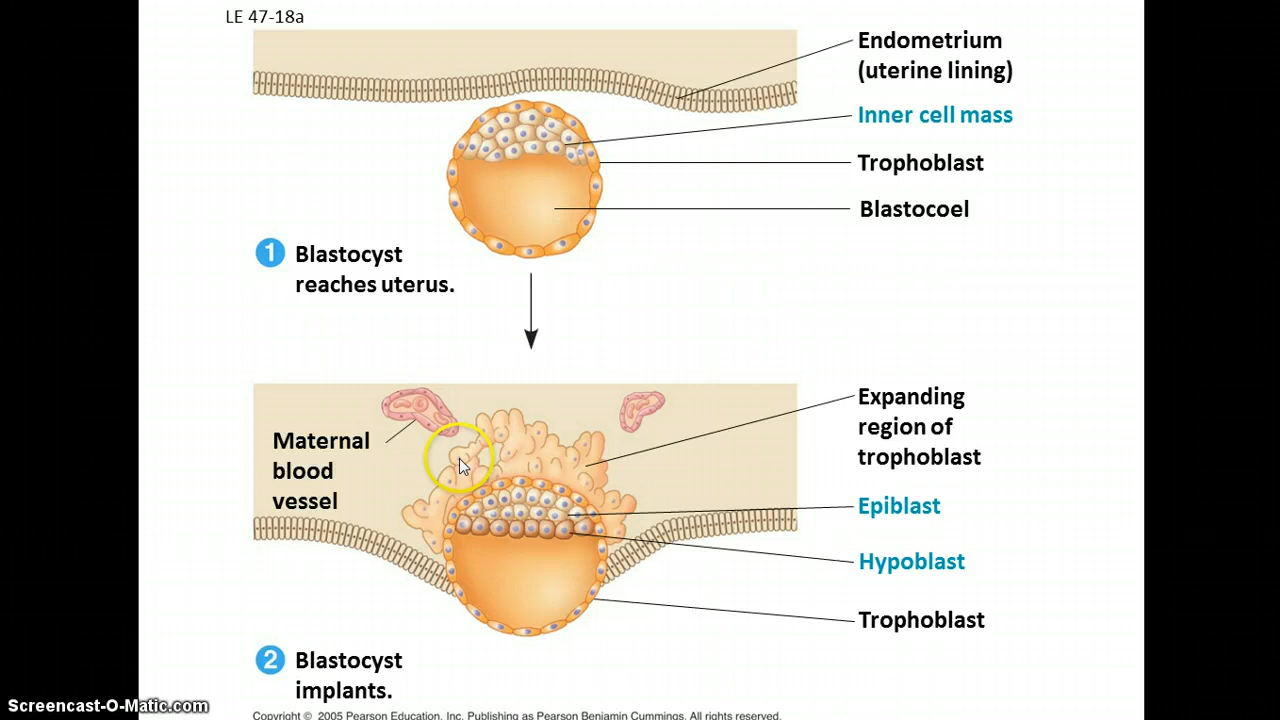 LE 47-18a
Endometrium
(uterine lining)
Inner cell mass
Trophoblast
Blastocoel
1 Blastocyst
reaches uterus.
Expanding
region of
trophoblast
Maternal
blood
vessel
Epiblast
Hypoblast
Trophoblast
2 Blastocyst
implants.
Screencast-O-Matic.com
Copyright © 2005 Pearson Education, Inc. Publishing as Pearson Benjamin Cummings. All rights reserved.